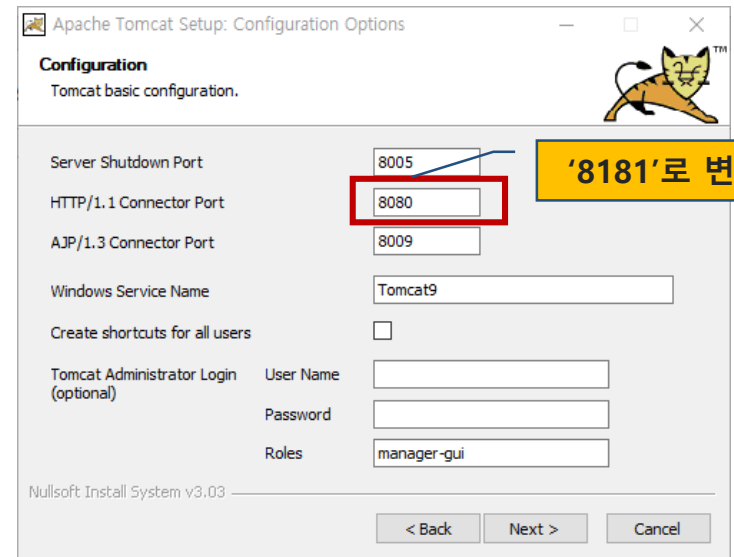 Apache Tomcat Setup: Configuration Options
Configuration
Tomcat basic configuration.
TM
Server Shutdown Port 8005
'8181'로 변
HTTP/1.1 Connector Port 8080
AJP/1.3 Connector Port 8009
Windows Service Name Tomcat9
Create shortcuts for all users
Tomcat Administrator Login (optional) User Name
Password
Roles manager-gui
Nullsoft Install System v3.03
< Back Next > Cancel